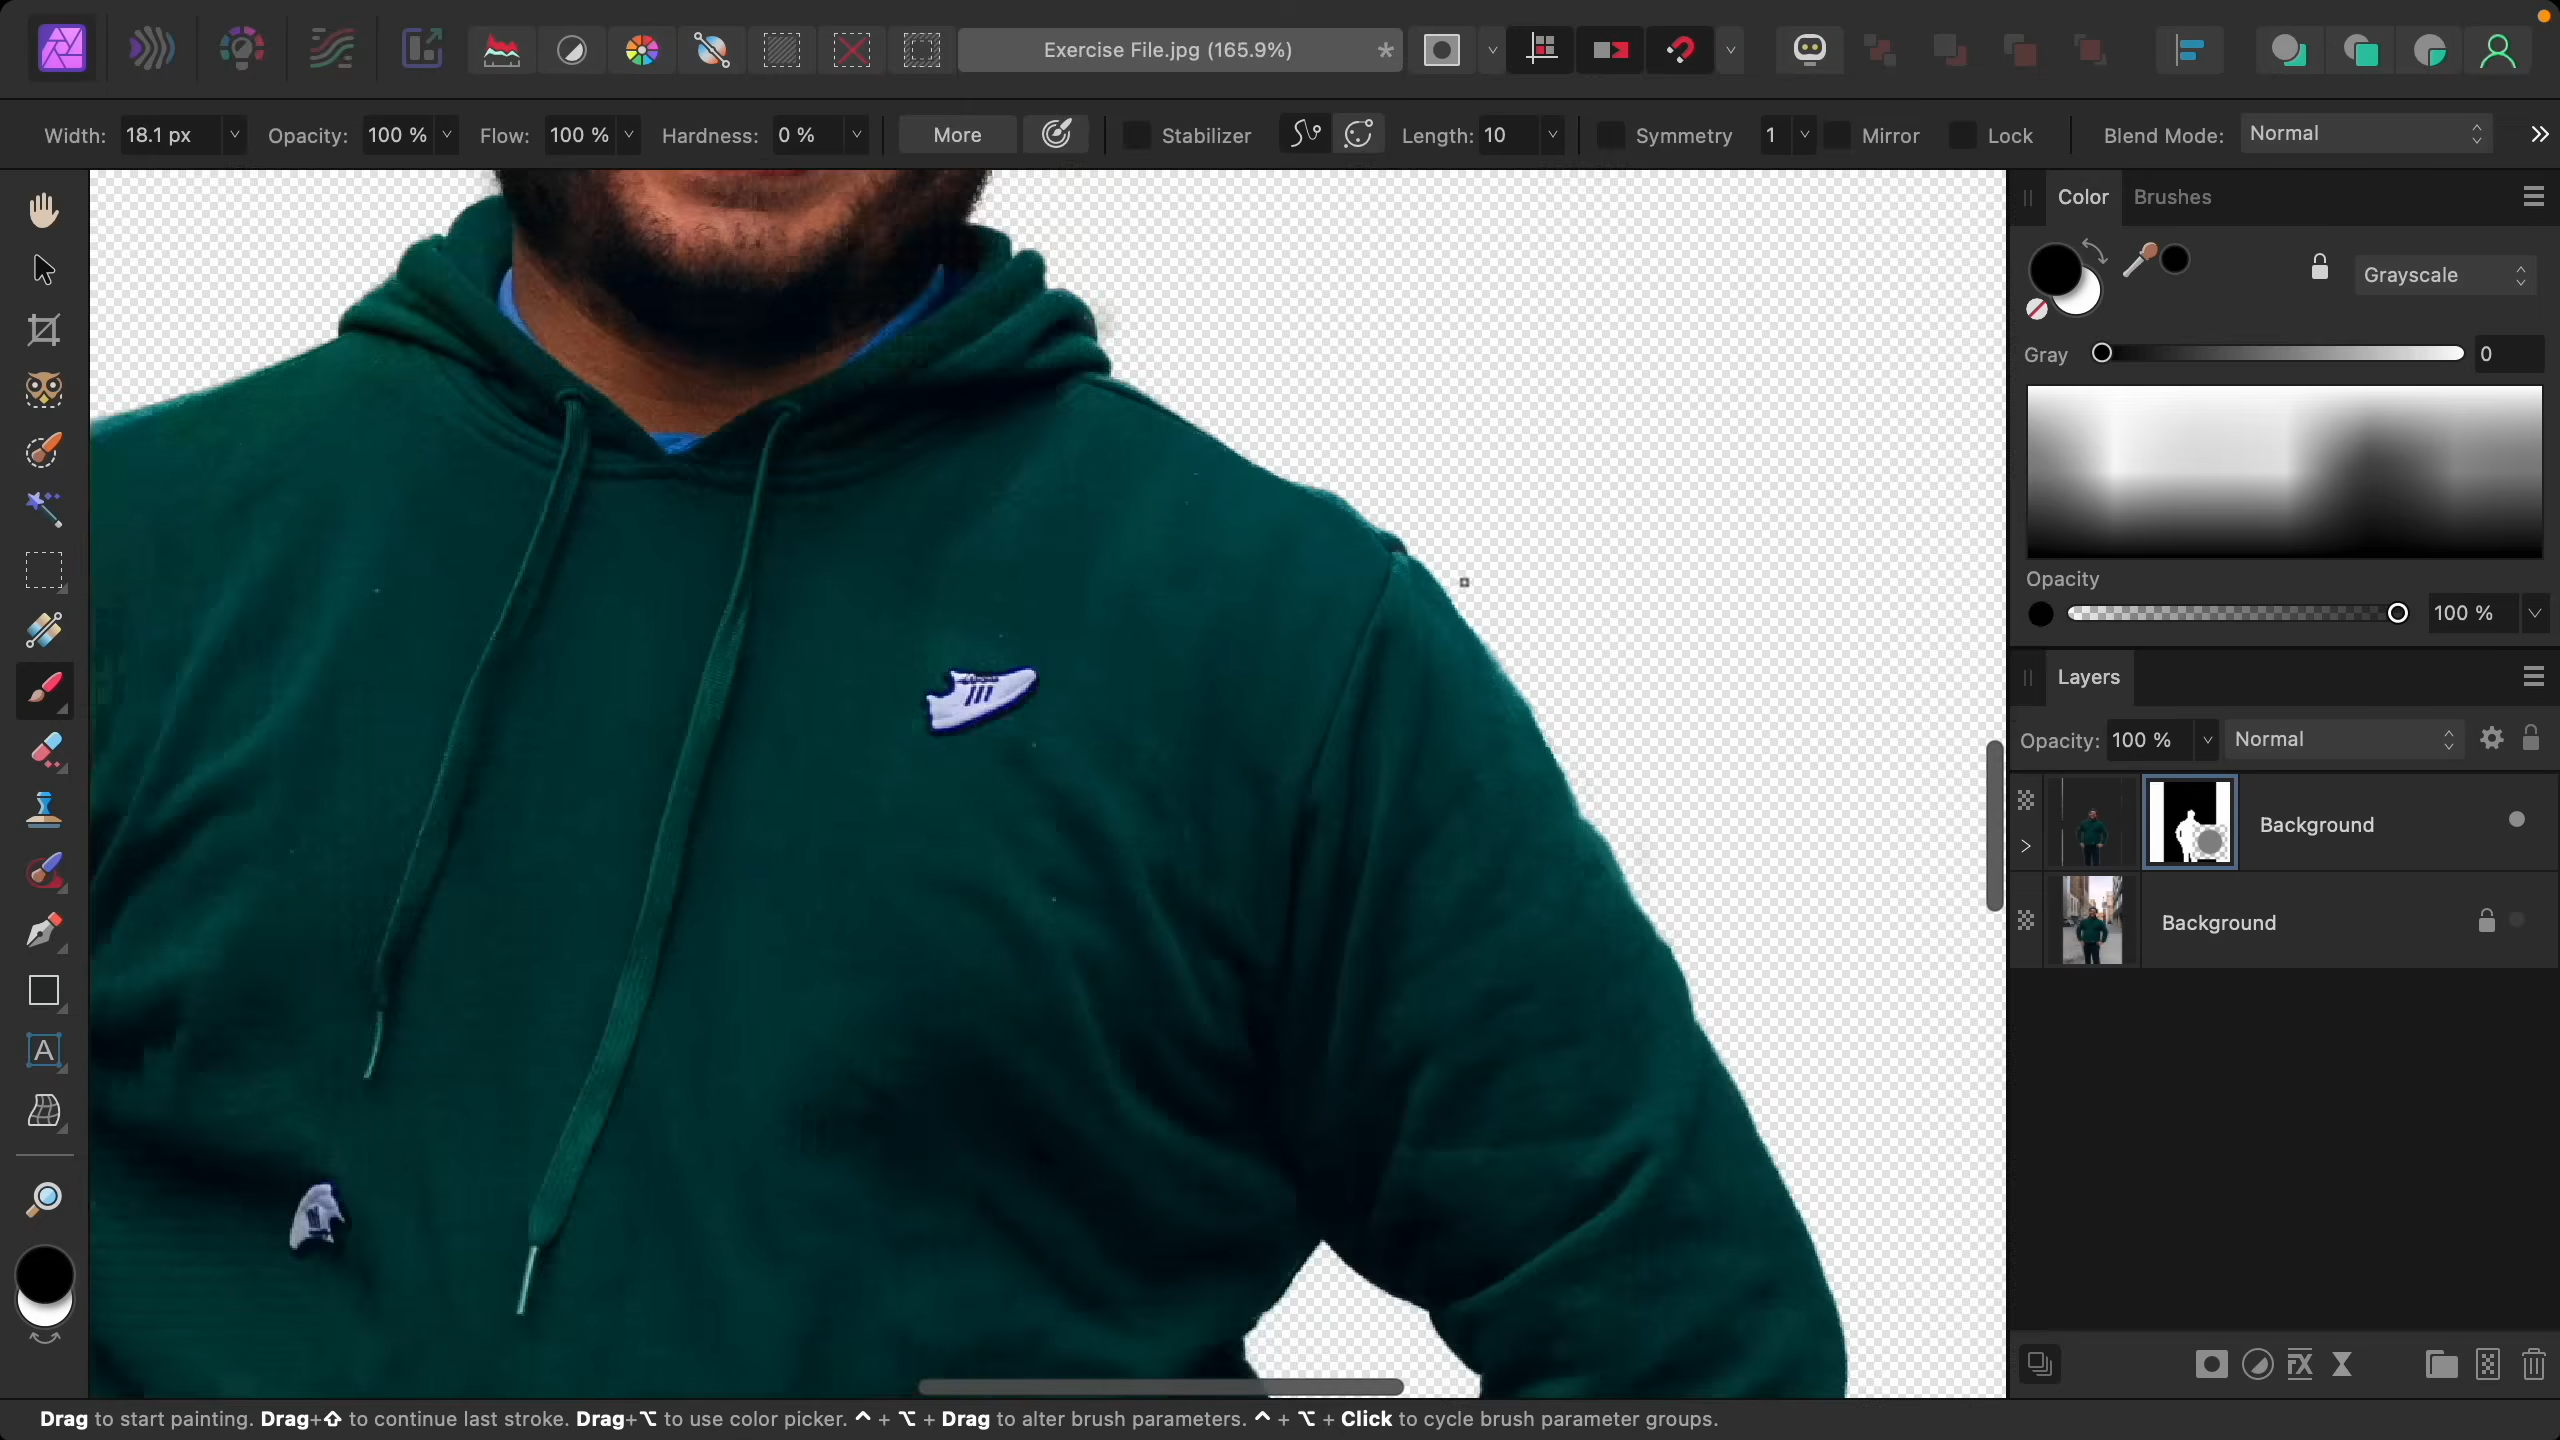 Exercise File.jpg (165.9%) *
Width: 18.1 px Opacity: 100 % Flow: 100 % Hardness: 0 % More Stabilizer Length: 10 Symmetry 1 Mirror Lock Blend Mode: Normal
Color Brushes
Grayscale
Gray 0
Opacity
100 %
Layers
Opacity: 100 % Normal
Background
Background
A
FX
Drag to start painting. Drag+⇧ to continue last stroke. Drag+⌥ to use color picker. ^ + ⌥ + Drag to alter brush parameters. ^ + ⌥ + Click to cycle brush parameter groups.